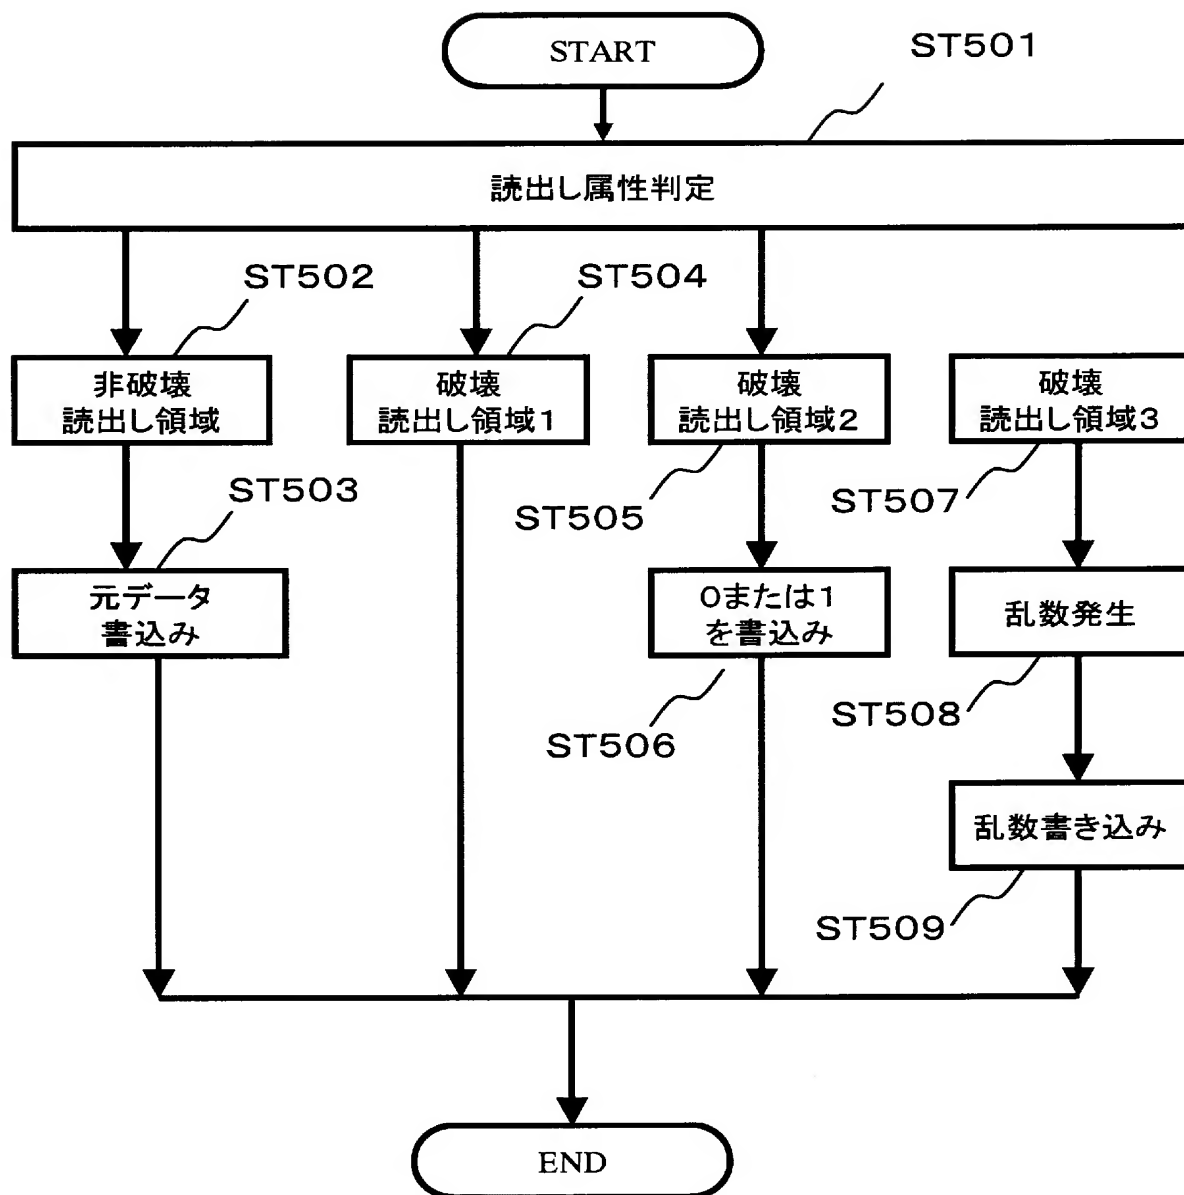 START
ST501
読出し属性判定
ST502
ST504
非破壊
読出し領域
破壊
読出し領域1
破壊
読出し領域2
破壊
読出し領域3
ST503
ST505
ST507
元データ
書込み
0または1
を書込み
乱数発生
ST506
ST508
乱数書き込み
ST509
END